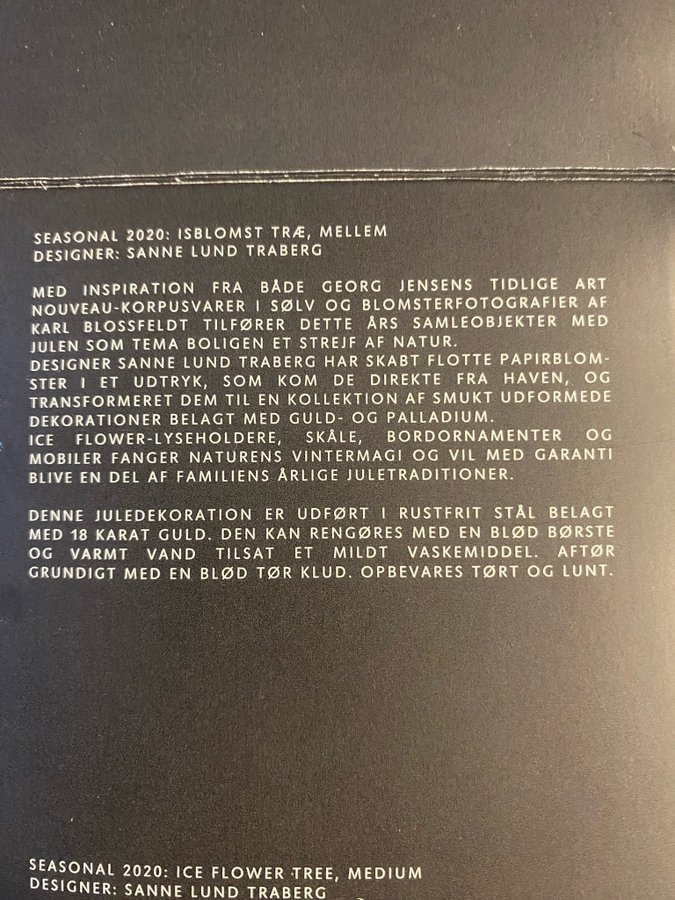 SEASONAL 2020: ISBLOMST TRÆ, MELLEM
DESIGNER: SANNE LUND TRABERG
MED INSPIRATION FRA BÅDE GEORG JENSENS TIDLIGE ART
NOUVEAU-KORPUSVARER I SØLV OG BLOMSTERFOTOGRAFIER AF
KARL BLOSSFELDT TILFØRER DETTE ÅRS SAMLEOBJEKTER MED
JULEN SOM TEMA BOLIGEN ET STREJF AF NATUR.
DESIGNER SANNE LUND TRABERG HAR SKABT FLOTTE PAPIRBLOM-
STER I ET UDTRYK, SOM KOM DE DIREKTE FRA HAVEN, OG
TRANSFORMERET DEM TIL EN KOLLEKTION AF SMUKT UDFORMEDE
DEKORATIONER BELAGT MED GULD- OG PALLADIUM.
ICE FLOWER-LYSEHOLDERE, SKÅLE, BORDORNAMENTER OG
MOBILER FANGER NATURENS VINTERMAGI OG VIL MED GARANTI
BLIVE EN DEL AF FAMILIENS ÅRLIGE JULETRADITIONER.
DENNE JULEDEKORATION ER UDFØRT I RUSTFRIT STÅL BELAGT
MED 18 KARAT GULD. DEN KAN RENGØRES MED EN BLØD BØRSTE
OG VARMT VAND TILSAT ET MILDT VASKEMIDDEL. AFTØR
GRUNDIGT MED EN BLØD TØR KLUD. OPBEVARES TØRT OG LUNT.
SEASONAL 2020: ICE FLOWER TREE, MEDIUM
DESIGNER: SANNE LUND TRABERG